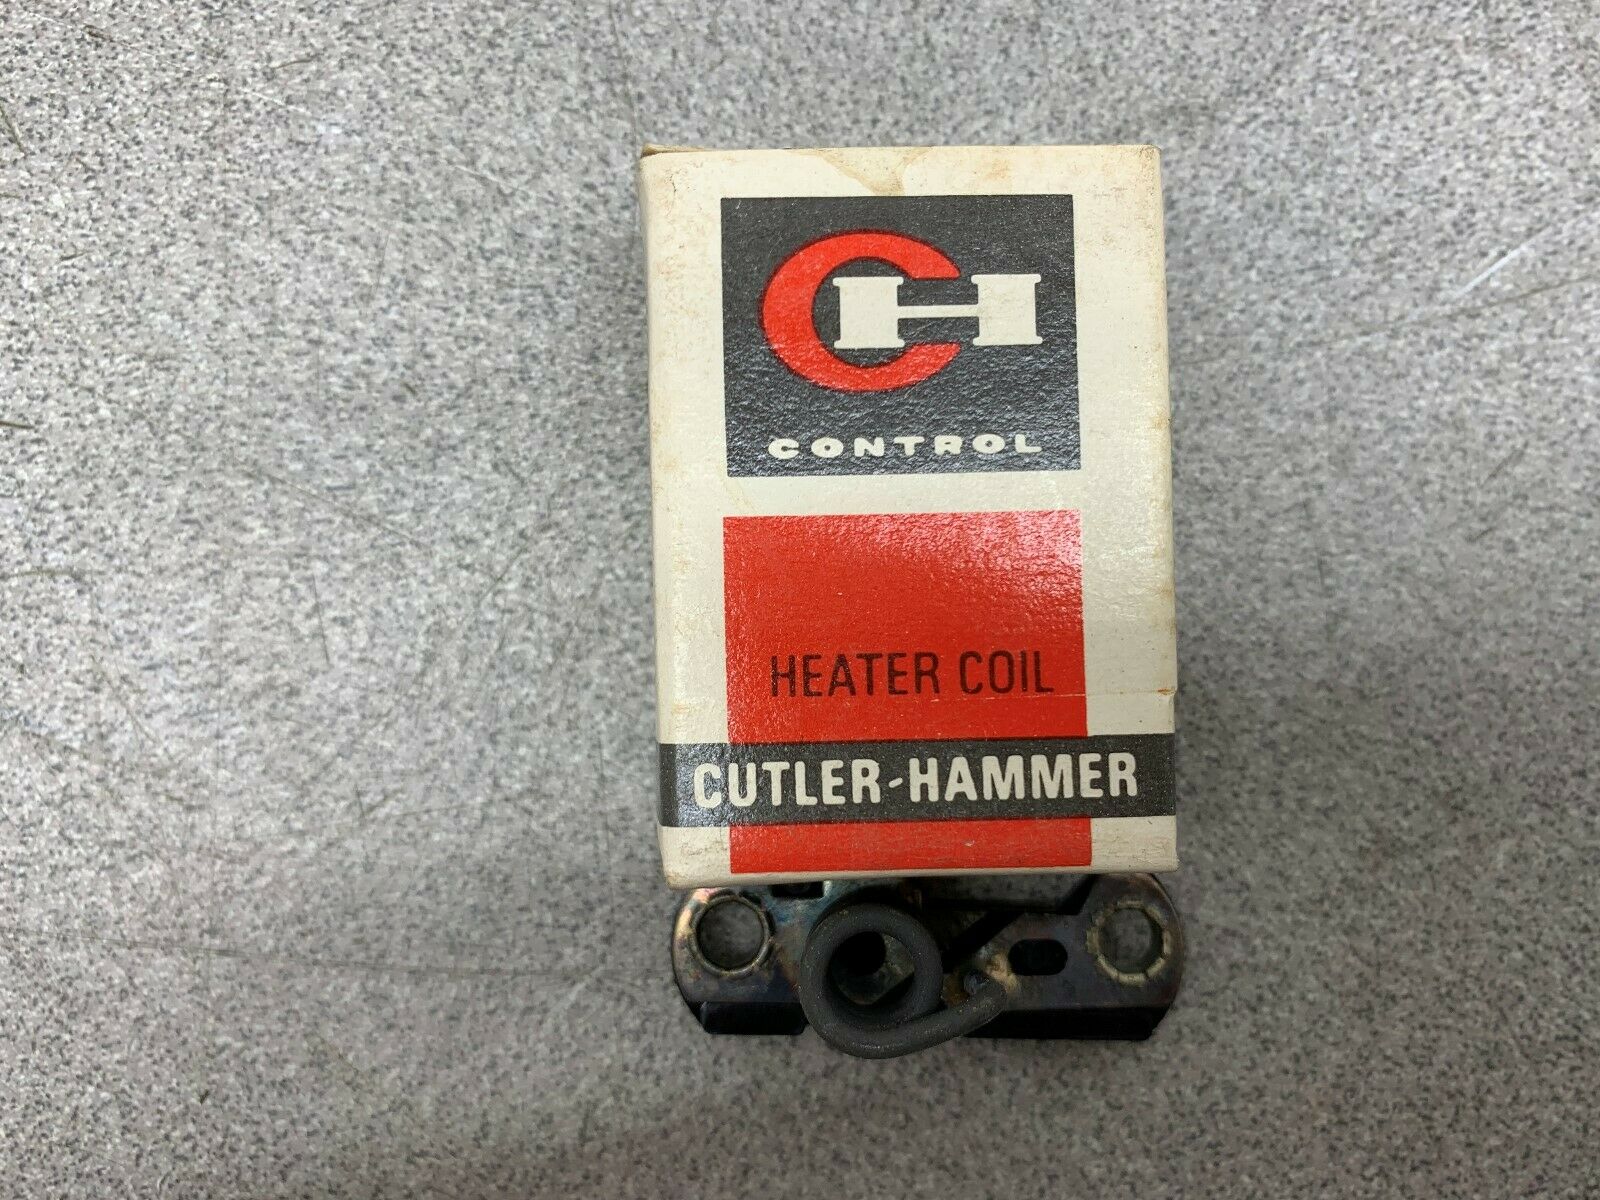 CH
CONTROL
HEATER COIL
CUTLER-HAMMER